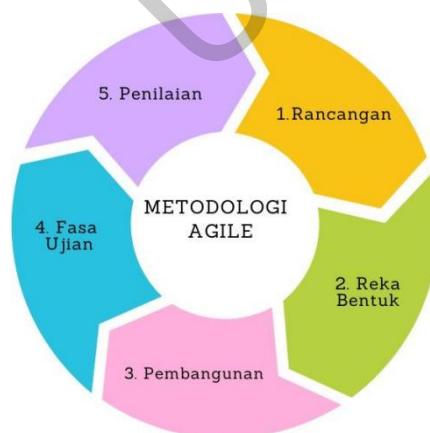 METODOLOGI
AGILE
1.Rancangan
2. Reka
Bentuk
3. Pembangunan
4. Fasa
Ujian
5. Penilaian